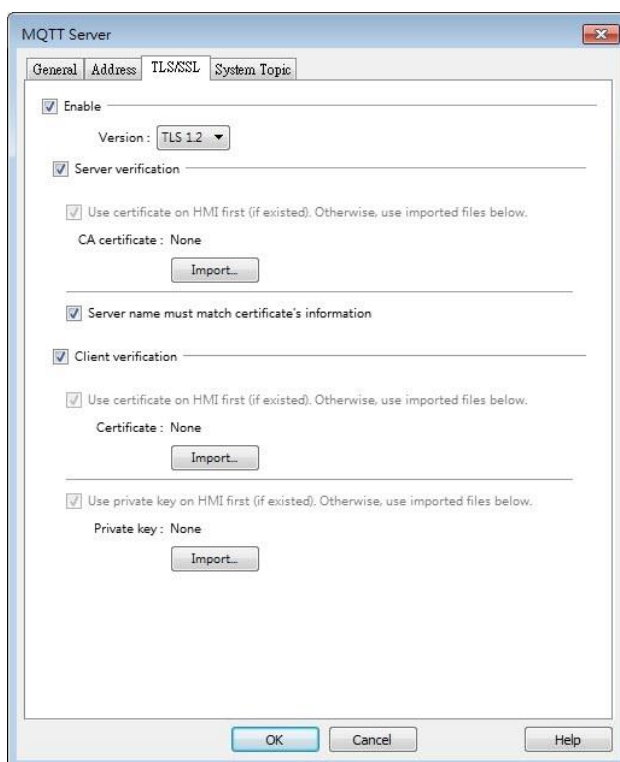 MQTT Server
General Address TLS/SSL System Topic
Enable
Version : TLS 1.2
Server verification
Use certificate on HMI first (if existed). Otherwise, use imported files below.
CA certificate : None
Import...
Server name must match certificate's information
Client verification
Use certificate on HMI first (if existed). Otherwise, use imported files below.
Certificate : None
Import...
Use private key on HMI first (if existed). Otherwise, use imported files below.
Private key : None
Import...
OK Cancel Help